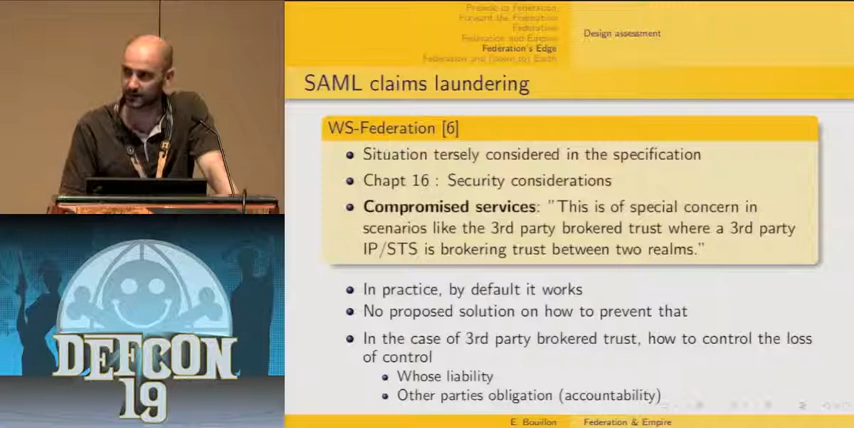 Prelude to Federation
Forward the Federation
Federation
Federation and Empire
Federation's Edge
Federation and (down to) Earth
Design assessment
SAML claims laundering
WS-Federation [6]
Situation tersely considered in the specification
Chapt 16 : Security considerations
Compromised services: "This is of special concern in
scenarios like the 3rd party brokered trust where a 3rd party
IP/STS is brokering trust between two realms."
In practice, by default it works
No proposed solution on how to prevent that
In the case of 3rd party brokered trust, how to control the loss
of control
Whose liability
Other parties obligation (accountability)
E. Bouillon
Federation & Empire
DEFCON
19